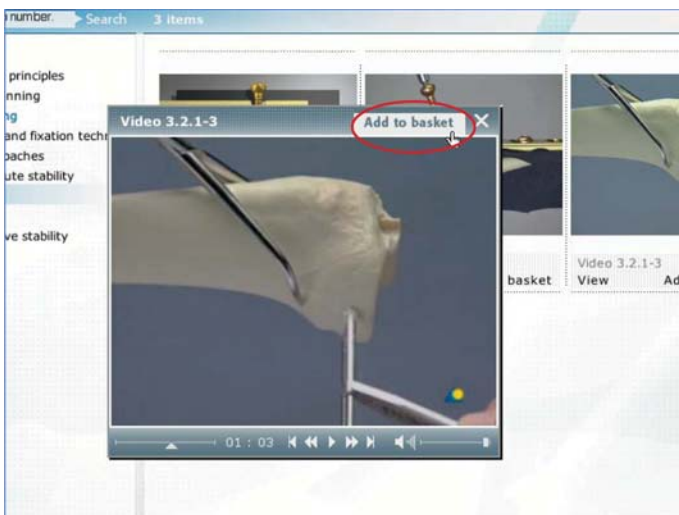 number. Search 3 items
principles
nning
ng
and fixation techn
oaches
ute stability
ve stability
Video 3.2.1-3 Add to basket
01 : 03
basket
Video 3.2.1-3
View Ad